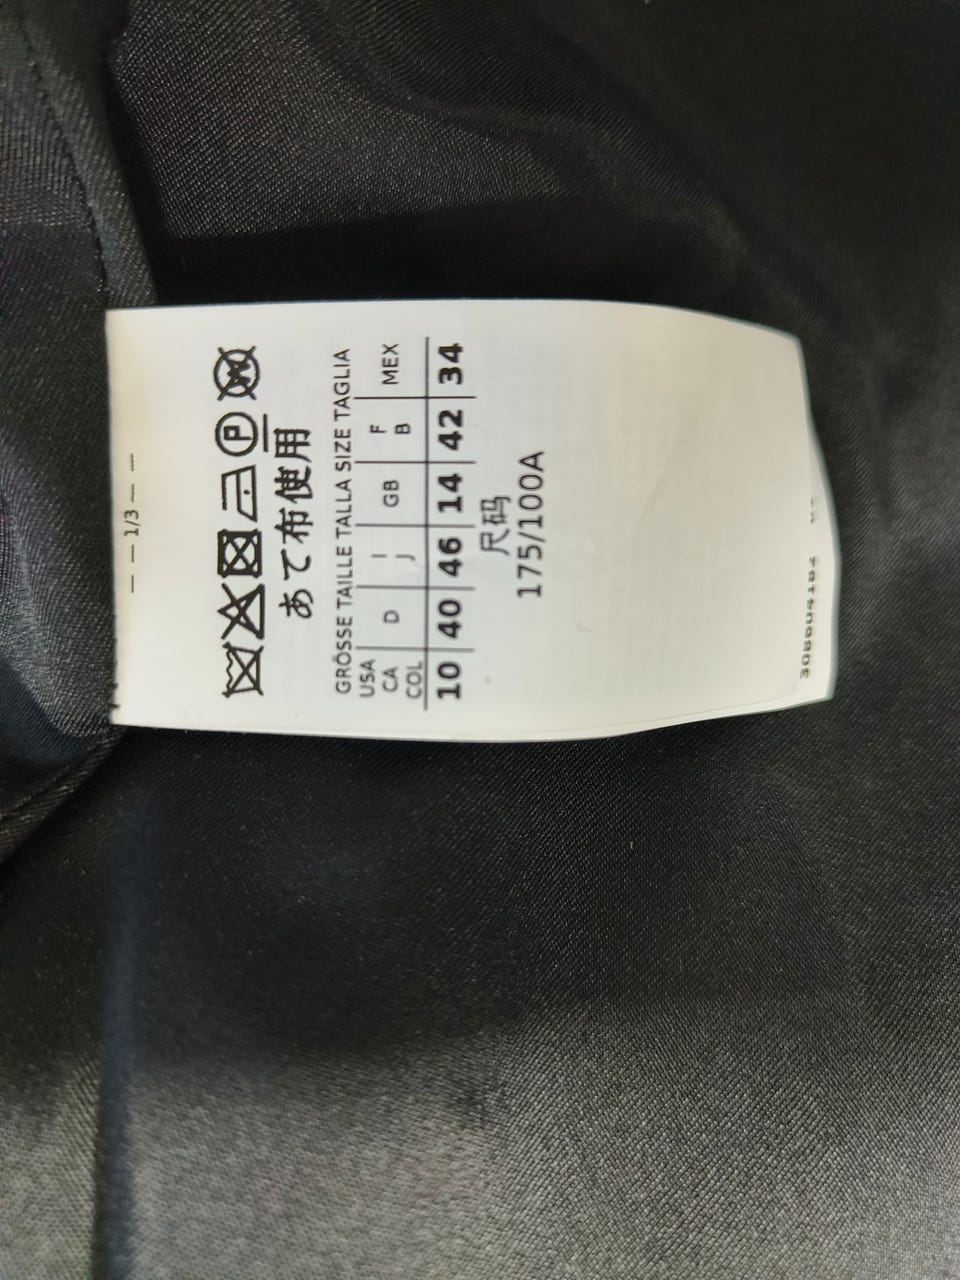 1/3
P W
あて布使用
GRÖSSE TAILLE TALLA SIZE TAGLIA
USA CA COL D I J GB F B MEX
10 40 46 14 42 34
尺码
175/100A